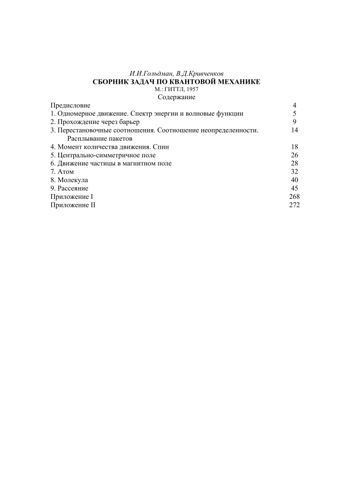 И.И.Гольдман, В.Д.Кривченков
СБОРНИК ЗАДАЧ ПО КВАНТОВОЙ МЕХАНИКЕ
М.: ГИТТЛ, 1957
Содержание
Предисловие 4
1. Одномерное движение. Спектр энергии и волновые функции 5
2. Прохождение через барьер 9
3. Перестановочные соотношения. Соотношение неопределенности. 14
Расплывание пакетов
4. Момент количества движения. Спин 18
5. Центрально-симметричное поле 26
6. Движение частицы в магнитном поле 28
7. Атом 32
8. Молекула 40
9. Рассеяние 45
Приложение I 268
Приложение II 272